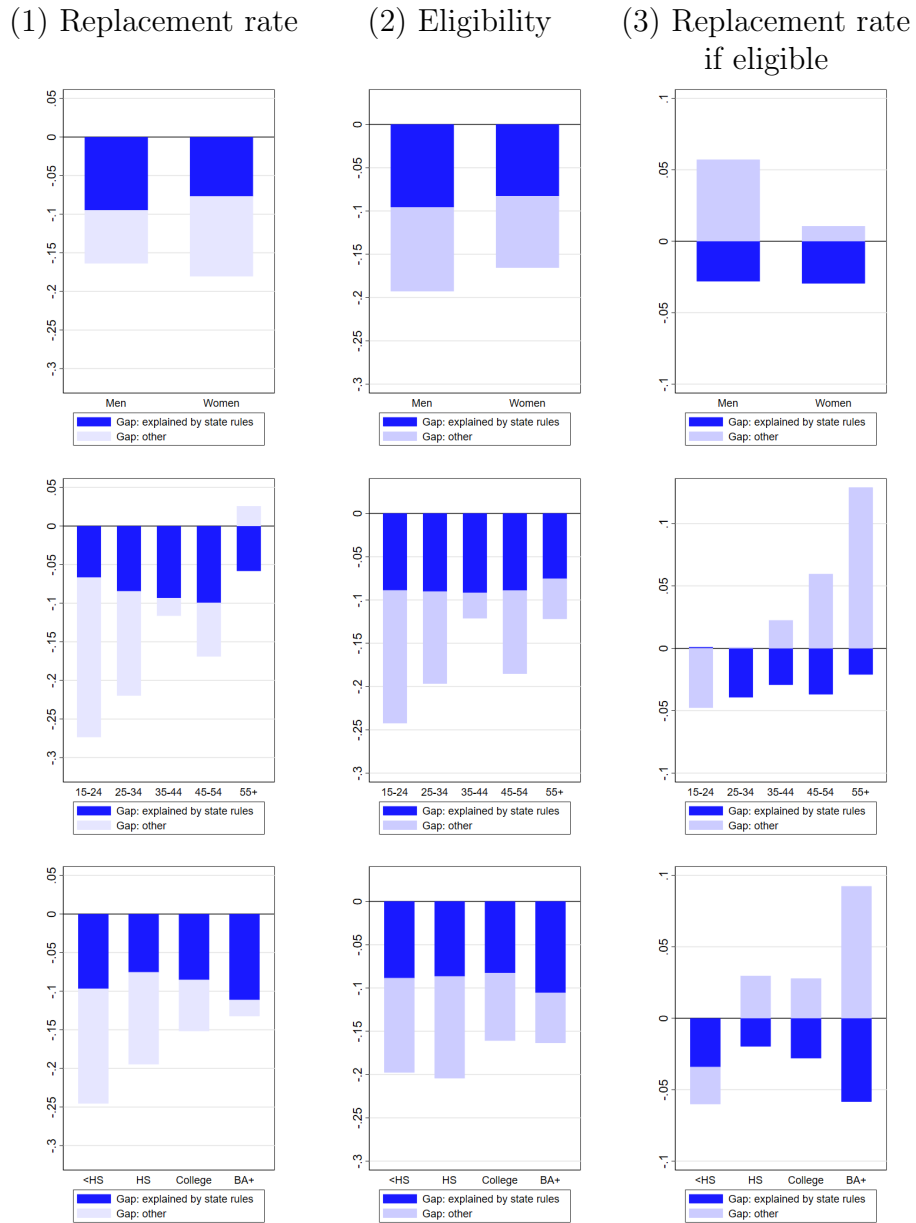 (1) Replacement rate
(2) Eligibility
(3) Replacement rate
if eligible
.05
0
-.05
-.1
-.15
-.2
-.25
-.3
Men
Women
Gap: explained by state rules
Gap: other
0
-.05
-.1
-.15
-.2
-.25
-.3
Men
Women
Gap: explained by state rules
Gap: other
.1
.05
0
-.05
-.1
Men
Women
Gap: explained by state rules
Gap: other
.05
0
-.05
-.1
-.15
-.2
-.25
-.3
15-24
25-34
35-44
45-54
55+
Gap: explained by state rules
Gap: other
0
-.05
-.1
-.15
-.2
-.25
-.3
15-24
25-34
35-44
45-54
55+
Gap: explained by state rules
Gap: other
.1
.05
0
-.05
-.1
15-24
25-34
35-44
45-54
55+
Gap: explained by state rules
Gap: other
.05
0
-.05
-.1
-.15
-.2
-.25
-.3
<HS
HS
College
BA+
Gap: explained by state rules
Gap: other
0
-.05
-.1
-.15
-.2
-.25
-.3
<HS
HS
College
BA+
Gap: explained by state rules
Gap: other
.1
.05
0
-.05
-.1
<HS
HS
College
BA+
Gap: explained by state rules
Gap: other